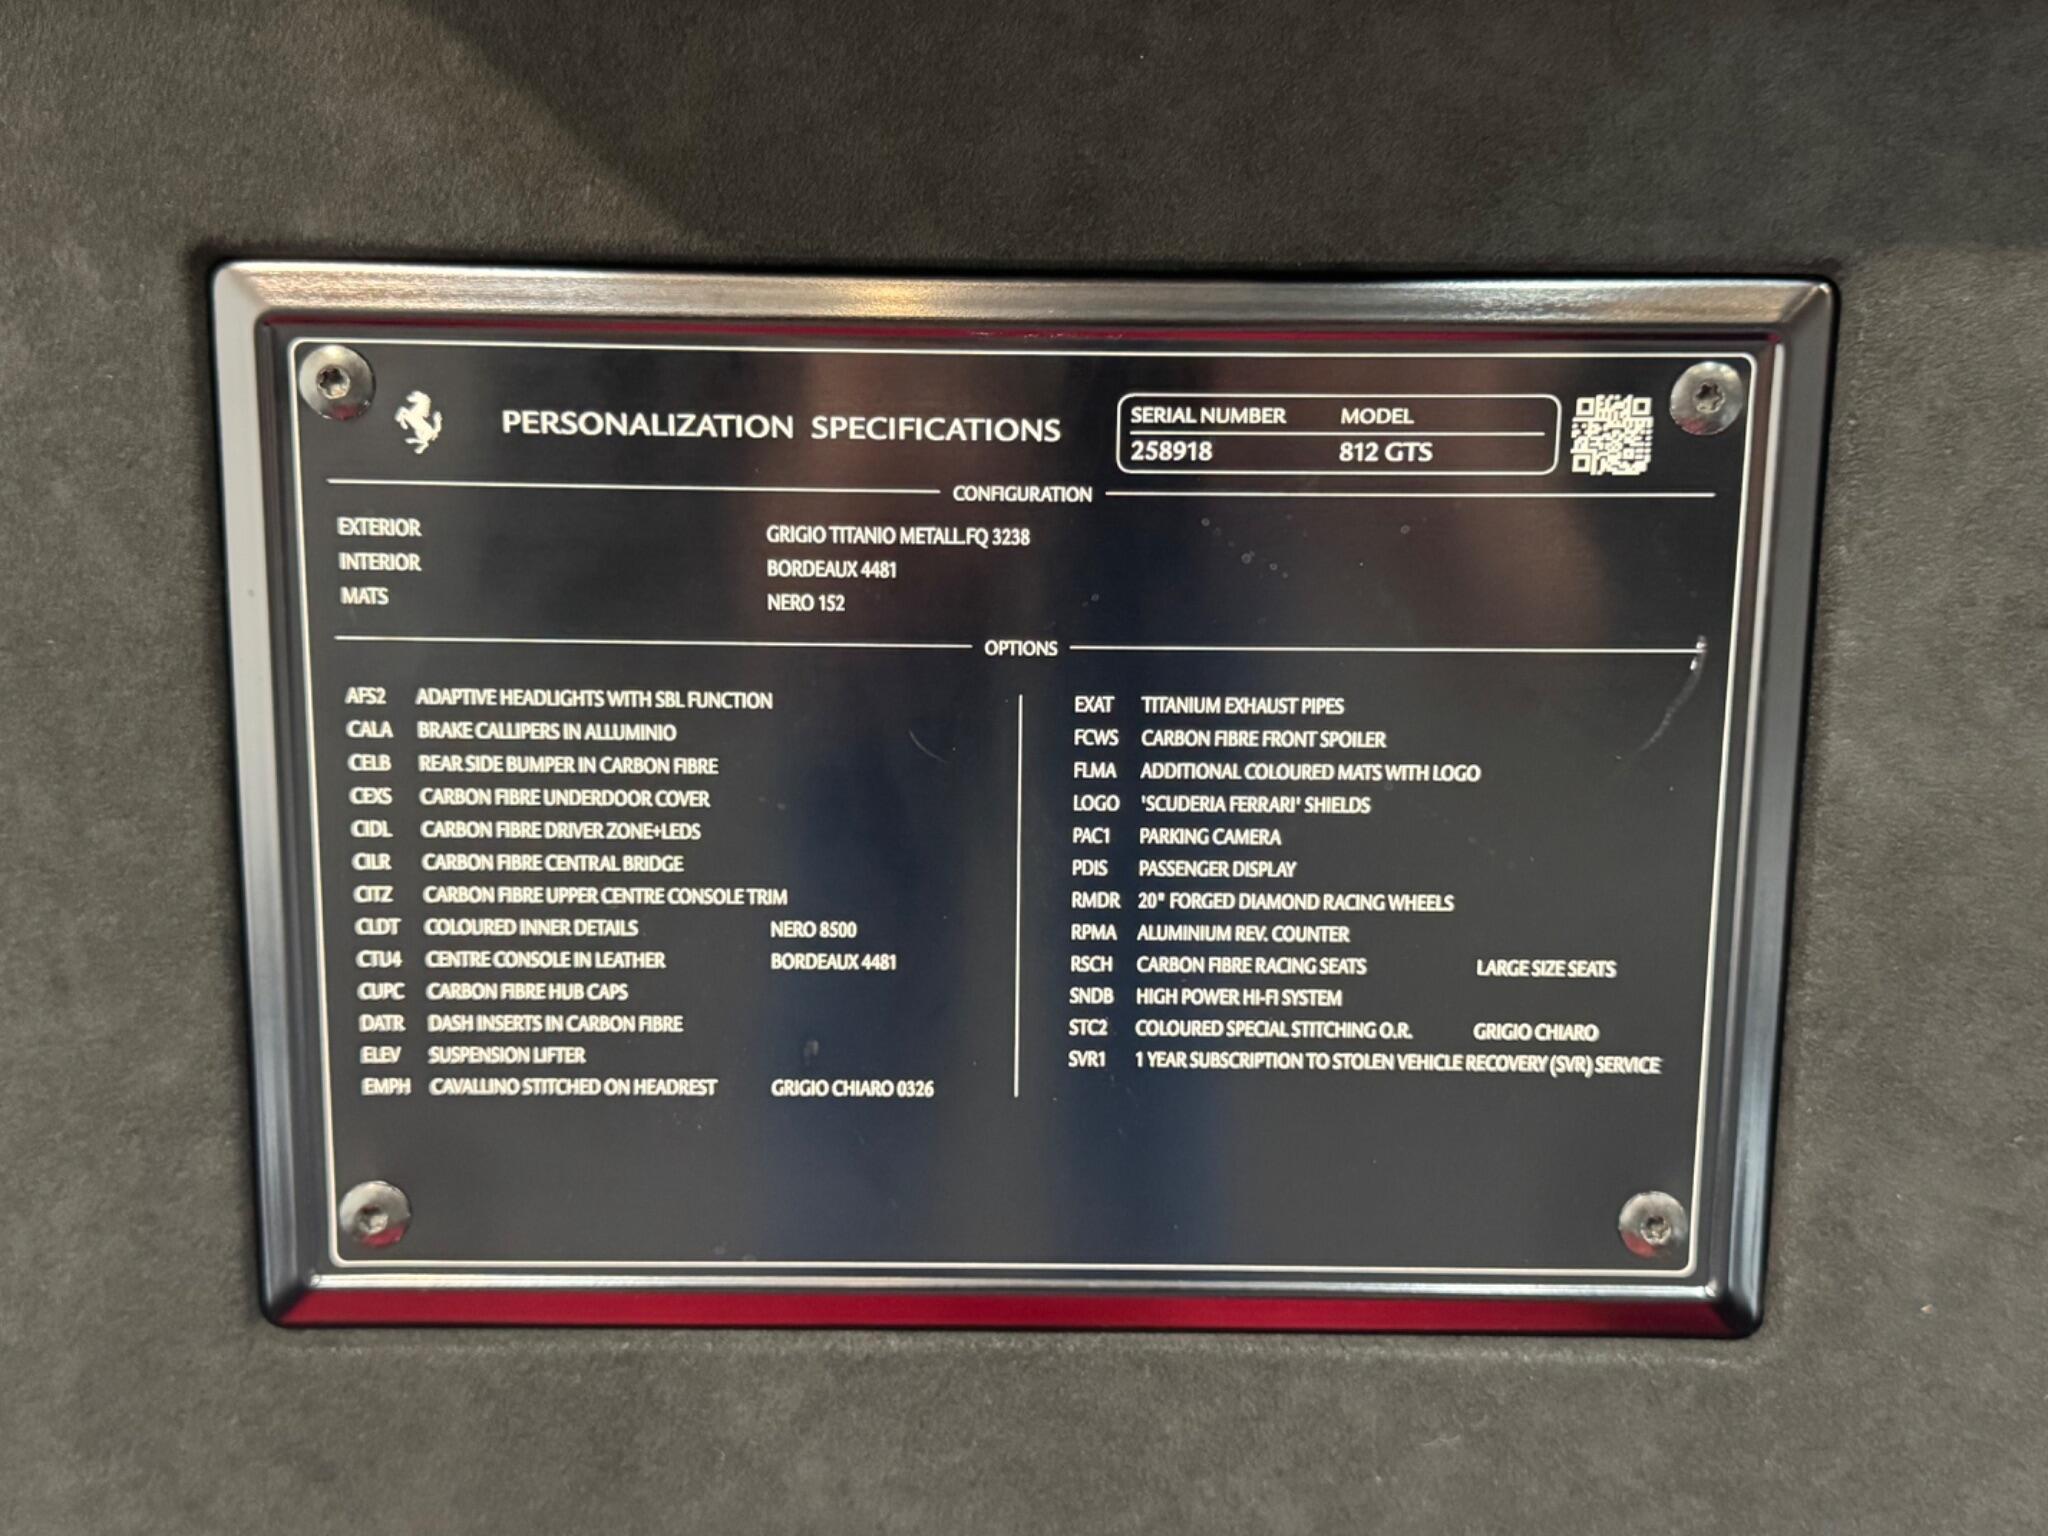 PERSONALIZATION SPECIFICATIONS
SERIAL NUMBER MODEL
258918 812 GTS
CONFIGURATION
EXTERIOR GRIGIO TITANIO METALL.FQ 3238
INTERIOR BORDEAUX 4481
MATS NERO 152
OPTIONS
AFS2 ADAPTIVE HEADLIGHTS WITH SBL FUNCTION
CALA BRAKE CALLIPERS IN ALLUMINIO
CELB REAR SIDE BUMPER IN CARBON FIBRE
CEXS CARBON FIBRE UNDERDOOR COVER
CIDL CARBON FIBRE DRIVER ZONE+LEDS
CILR CARBON FIBRE CENTRAL BRIDGE
CITZ CARBON FIBRE UPPER CENTRE CONSOLE TRIM
CLDT COLOURED INNER DETAILS NERO 8500
CTU4 CENTRE CONSOLE IN LEATHER BORDEAUX 4481
CUPC CARBON FIBRE HUB CAPS
DATR DASH INSERTS IN CARBON FIBRE
ELEV SUSPENSION LIFTER
EMPH CAVALLINO STITCHED ON HEADREST GRIGIO CHIARO 0326
EXAT TITANIUM EXHAUST PIPES
FCWS CARBON FIBRE FRONT SPOILER
FLMA ADDITIONAL COLOURED MATS WITH LOGO
LOGO 'SCUDERIA FERRARI' SHIELDS
PAC1 PARKING CAMERA
PDIS PASSENGER DISPLAY
RMDR 20" FORGED DIAMOND RACING WHEELS
RPMA ALUMINIUM REV. COUNTER
RSCH CARBON FIBRE RACING SEATS LARGE SIZE SEATS
SNDB HIGH POWER HI-FI SYSTEM
STC2 COLOURED SPECIAL STITCHING O.R. GRIGIO CHIARO
SVR1 1 YEAR SUBSCRIPTION TO STOLEN VEHICLE RECOVERY (SVR) SERVICE